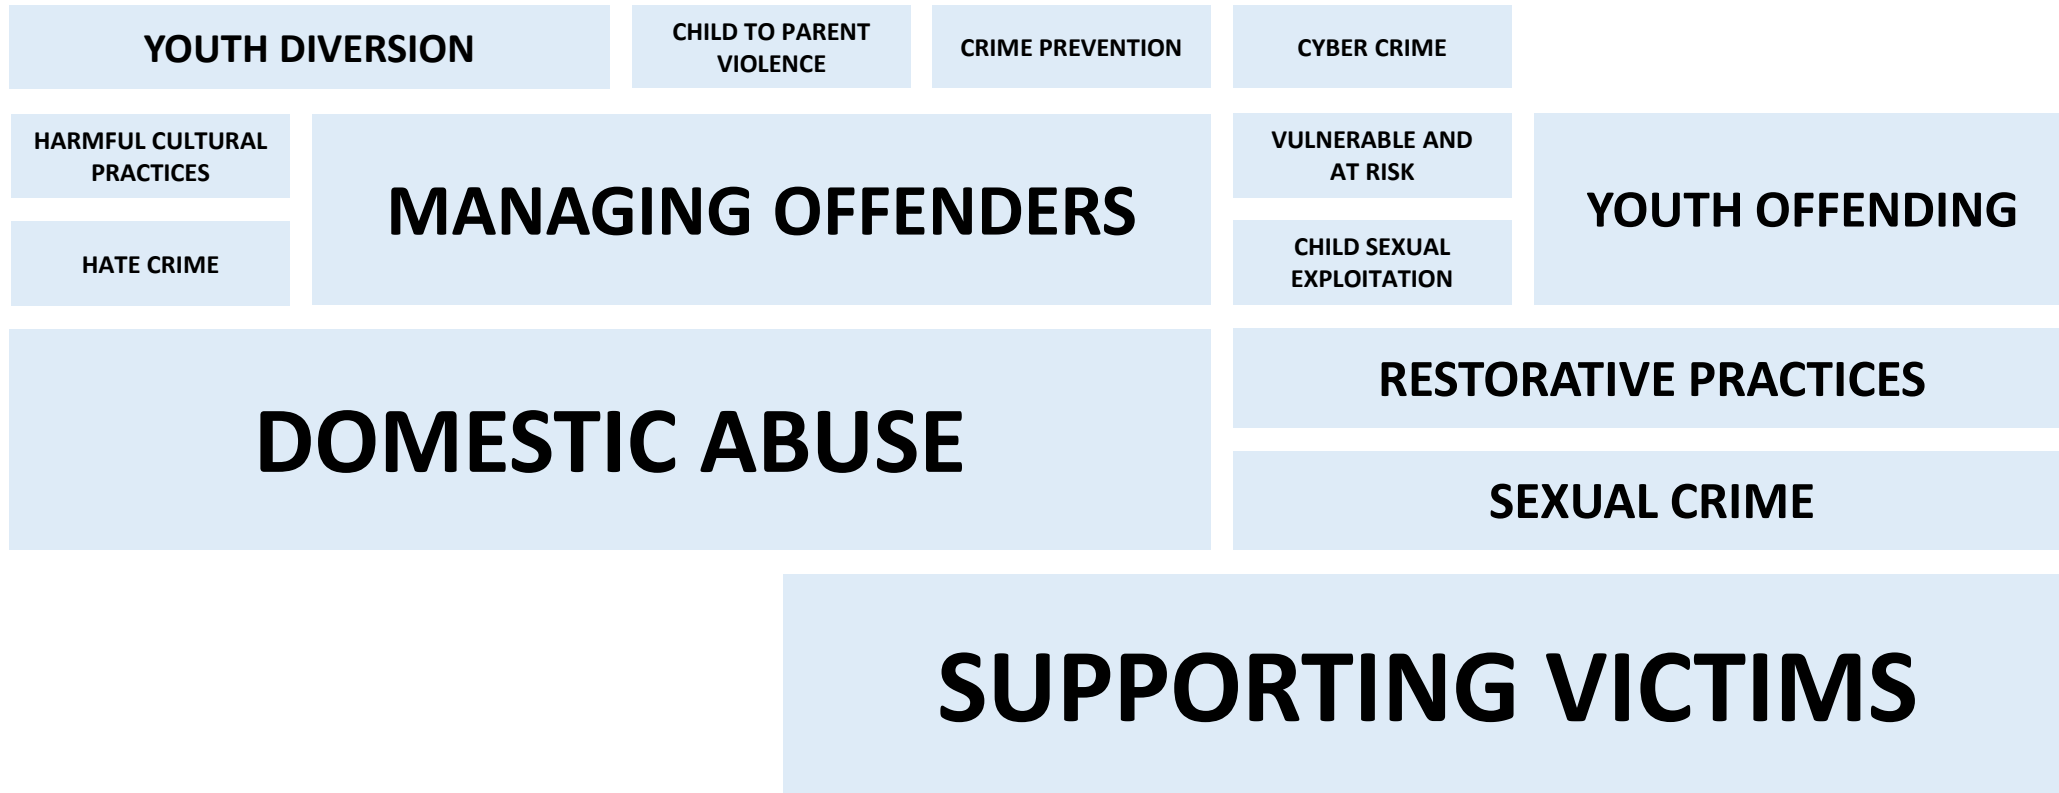 YOUTH DIVERSION
CHILD TO PARENT
VIOLENCE
CRIME PREVENTION
CYBER CRIME
HARMFUL CULTURAL
PRACTICES
HATE CRIME
MANAGING OFFENDERS
VULNERABLE AND
AT RISK
CHILD SEXUAL
EXPLOITATION
YOUTH OFFENDING
DOMESTIC ABUSE
RESTORATIVE PRACTICES
SEXUAL CRIME
SUPPORTING VICTIMS